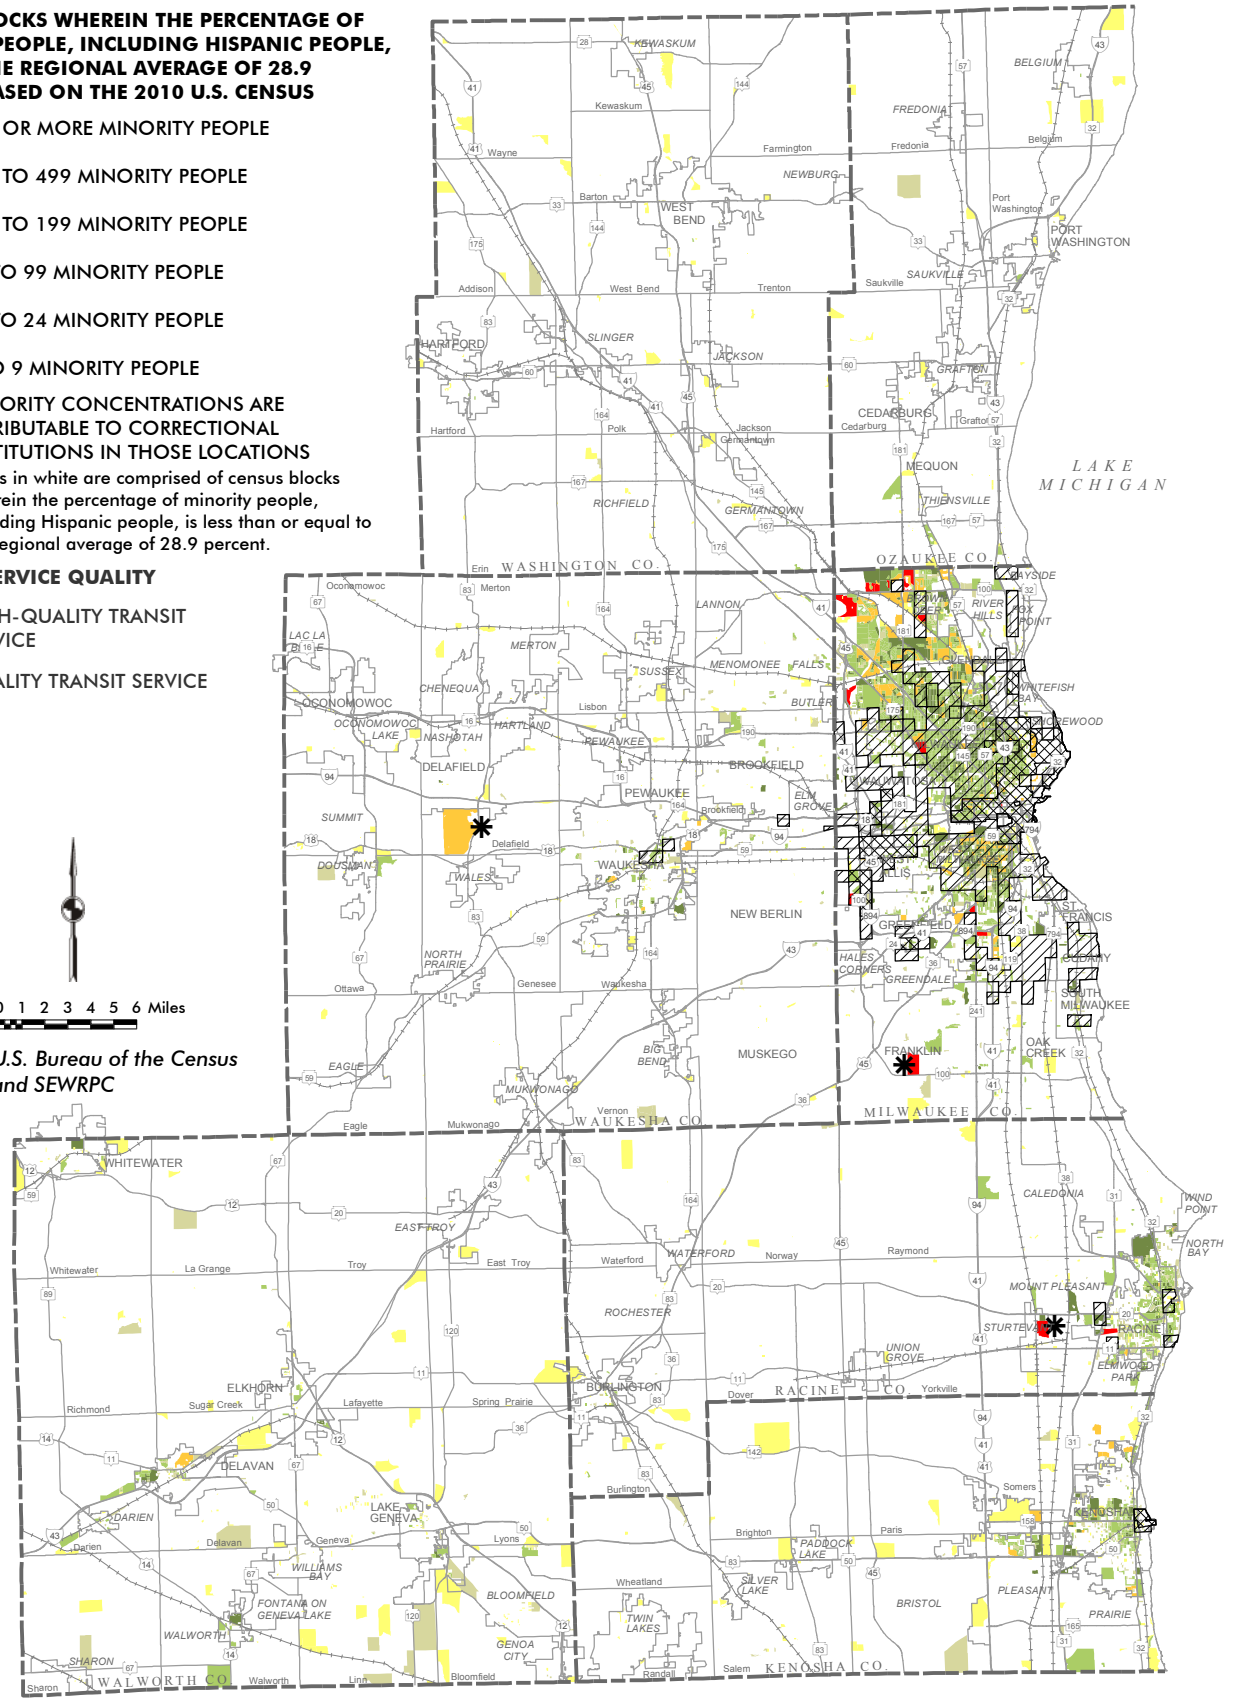 OCKS WHEREIN THE PERCENTAGE OF
PEOPLE, INCLUDING HISPANIC PEOPLE,
E REGIONAL AVERAGE OF 28.9
ASED ON THE 2010 U.S. CENSUS
OR MORE MINORITY PEOPLE
TO 499 MINORITY PEOPLE
TO 199 MINORITY PEOPLE
TO 99 MINORITY PEOPLE
TO 24 MINORITY PEOPLE
O 9 MINORITY PEOPLE
ORITY CONCENTRATIONS ARE
RIBUTABLE TO CORRECTIONAL
TITUTIONS IN THOSE LOCATIONS
s in white are comprised of census blocks
rein the percentage of minority people,
ding Hispanic people, is less than or equal to
regional average of 28.9 percent.
ERVICE QUALITY
H-QUALITY TRANSIT
VICE
ALITY TRANSIT SERVICE
0 1 2 3 4 5 6 Miles
U.S. Bureau of the Census
and SEWRPC
KEWASKUM
Kewaskum
Wayne
Barton
WEST
BEND
Farmington
NEWBURG
Addison
West Bend
Trenton
HARTFORD
SLINGER
JACKSON
Hartford
Polk
Jackson
Germantown
RICHFIELD
GERMANTOWN
Erin
WASHINGTON CO.
BELGIUM
FREDONIA
Fredonia
Belgium
Port
Washington
PORT
WASHINGTON
SAUKVILLE
Saukville
GRAFTON
CEDARBURG
Cedarburg
Grafton
MEQUON
THIENSVILLE
OZAUKEE CO.
LAKE
MICHIGAN
Oconomowoc
Merton
LANNON
LAC LA
MERTON
SUSSEX
MENOMONEE FALLS
CHENEQUA
BUTLER
OCONOMOWOC
Lisbon
OCONOMOWOC
LAKE
NASHOTAH
HARTLAND
PEWAUKEE
DELAFIELD
BROOKFIELD
PEWAUKEE
ELM
GROVE
Brookfield
SUMMIT
Delafield
DOUSMAN
WALES
WAUKESHA
NEW BERLIN
NORTH
PRAIRIE
Ottawa
Genesee
Waukesha
BIG
BEND
MUSKEGO
EAGLE
MUKWONAGO
Vernon
Eagle
Mukwonago
WAUKESHA CO.
BAYSIDE
RIVER
HILLS
FOX
POINT
GLENDALE
WHITEFISH
BAY
SHOREWOOD
WAUWATOSA
ALLIS
ST.
FRANCIS
GREENFIELD
HALES
CORNERS
GREENDALE
CUDAHY
SOUTH
MILWAUKEE
FRANKLIN
OAK
CREEK
MILWAUKEE CO.
WHITEWATER
EAST TROY
Whitewater
La Grange
Troy
East Troy
ELKHORN
Richmond
Sugar Creek
Lafayette
Spring Prairie
DELAVAN
DARIEN
LAKE
GENEVA
Darien
Delavan
Geneva
Lyons
WILLIAMS
BAY
FONTANA ON
GENEVA LAKE
BLOOMFIELD
WALWORTH
GENOA
CITY
SHARON
Sharon
WALWORTH CO.
Walworth
Linn
Bloomfield
CALEDONIA
WIND
POINT
NORTH
BAY
WATERFORD
Waterford
Norway
Raymond
MOUNT PLEASANT
ROCHESTER
RACINE
UNION
GROVE
ELMWOOD
PARK
BURLINGTON
Dover
RACINE CO.
Yorkville
Burlington
Somers
KENOSHA
Brighton
Paris
PADDOCK
LAKE
SILVER
LAKE
Wheatland
TWIN
LAKES
BRISTOL
PLEASANT
PRAIRIE
Randall
Salem
KENOSHA CO.